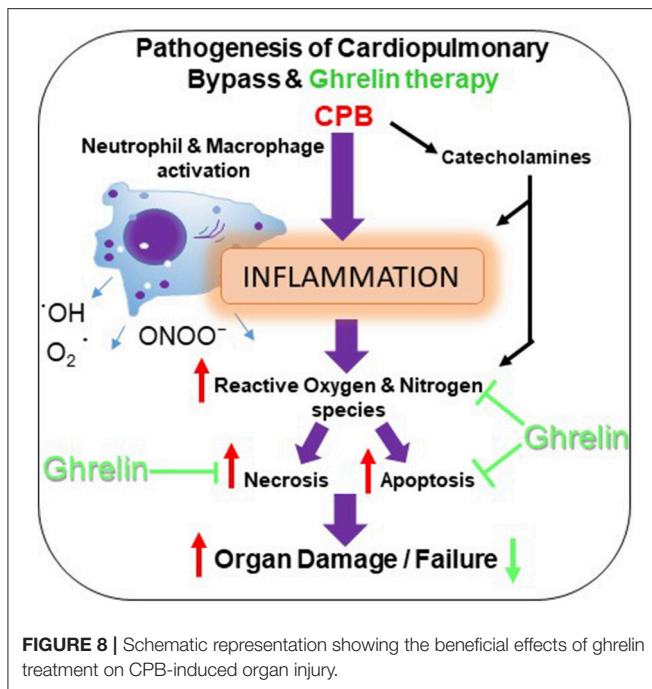 Pathogenesis of Cardiopulmonary
Bypass & Ghrelin therapy
CPB
Neutrophil & Macrophage
activation
Catecholamines
INFLAMMATION
˙OH
O₂˙
ONOO⁻
Reactive Oxygen & Nitrogen
species
Ghrelin
Ghrelin
Necrosis
Apoptosis
Organ Damage / Failure
FIGURE 8 | Schematic representation showing the beneficial effects of ghrelin
treatment on CPB-induced organ injury.